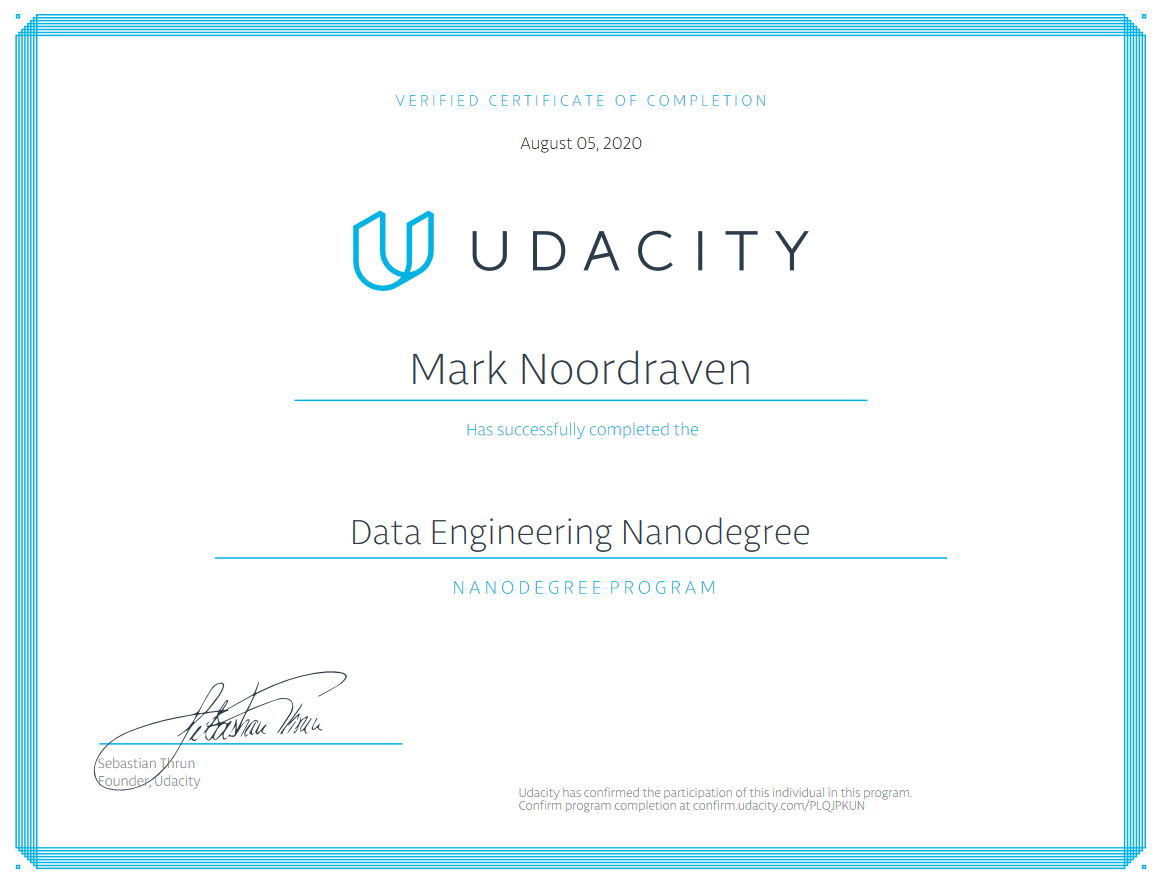 VERIFIED CERTIFICATE OF COMPLETION
August 05, 2020
UDACITY
Mark Noordraven
Has successfully completed the
Data Engineering Nanodegree
NANODEGREE PROGRAM
Sebastian Thrun
Sebastian Thrun
Founder, Udacity
Udacity has confirmed the participation of this individual in this program.
Confirm program completion at confirm.udacity.com/PLQJPKUN